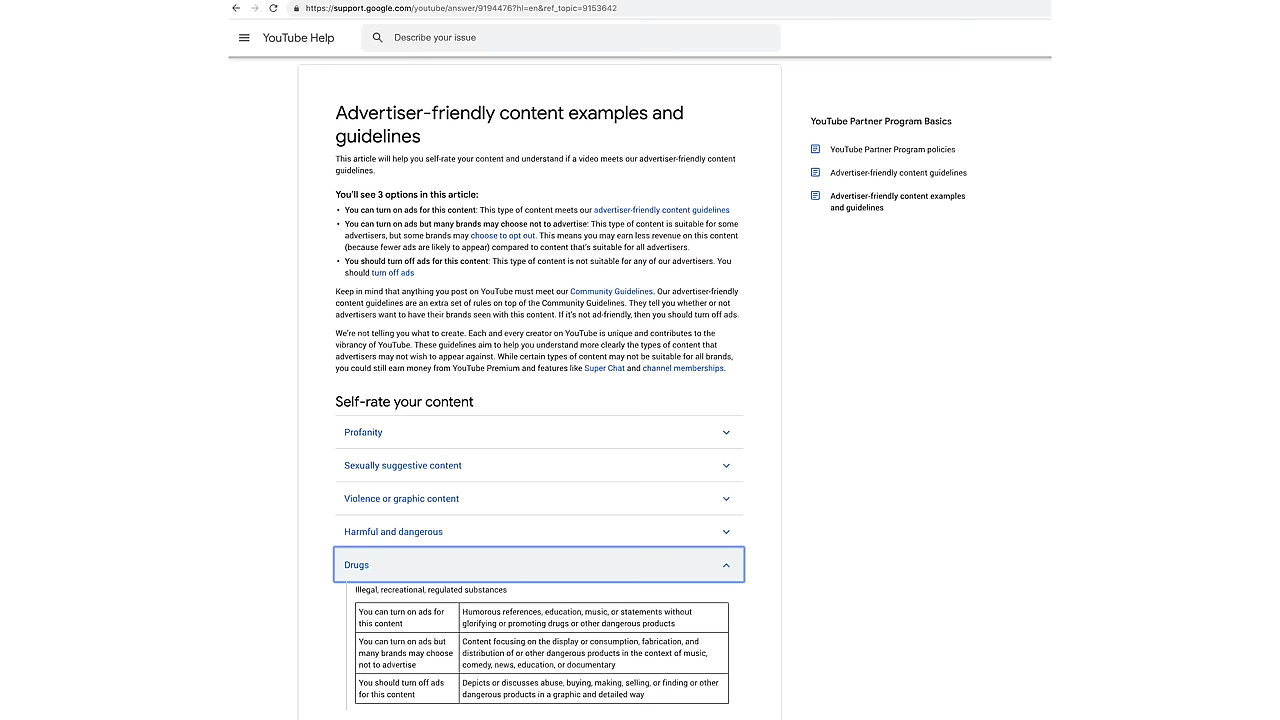 https://support.google.com/youtube/answer/9194476?hl=en&ref_topic=9153642
YouTube Help
Describe your issue
Advertiser-friendly content examples and
guidelines
This article will help you self-rate your content and understand if a video meets our advertiser-friendly content
guidelines.
You'll see 3 options in this article:
• You can turn on ads for this content: This type of content meets our advertiser-friendly content guidelines
• You can turn on ads but many brands may choose not to advertise: This type of content is suitable for some
advertisers, but some brands may choose to opt out. This means you may earn less revenue on this content
(because fewer ads are likely to appear) compared to content that's suitable for all advertisers.
• You should turn off ads for this content: This type of content is not suitable for any of our advertisers. You
should turn off ads
Keep in mind that anything you post on YouTube must meet our Community Guidelines. Our advertiser-friendly
content guidelines are an extra set of rules on top of the Community Guidelines. They tell you whether or not
advertisers want to have their brands seen with this content. If it's not ad-friendly, then you should turn off ads.
We're not telling you what to create. Each and every creator on YouTube is unique and contributes to the
vibrancy of YouTube. These guidelines aim to help you understand more clearly the types of content that
advertisers may not wish to appear against. While certain types of content may not be suitable for all brands,
you could still earn money from YouTube Premium and features like Super Chat and channel memberships.
Self-rate your content
Profanity
Sexually suggestive content
Violence or graphic content
Harmful and dangerous
Drugs
Illegal, recreational, regulated substances
You can turn on ads for
this content
Humorous references, education, music, or statements without
glorifying or promoting drugs or other dangerous products
You can turn on ads but
many brands may choose
not to advertise
Content focusing on the display or consumption, fabrication, and
distribution of or other dangerous products in the context of music,
comedy, news, education, or documentary
You should turn off ads
for this content
Depicts or discusses abuse, buying, making, selling, or finding or other
dangerous products in a graphic and detailed way
YouTube Partner Program Basics
YouTube Partner Program policies
Advertiser-friendly content guidelines
Advertiser-friendly content examples
and guidelines